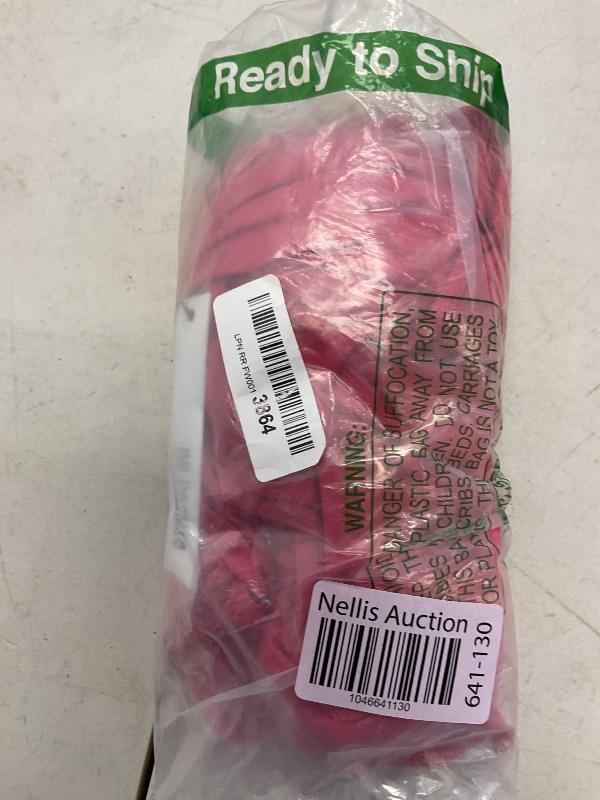 Ready to Ship
LPN RR FW001 3864
WARNING:
DANGER OF SUFFOCATION,
PLASTIC BAG AWAY FROM
CHILDREN. DO NOT USE
CRIBS, BEDS, CARRIAGES
BAG IS NOT A TOY
Nellis Auction
1046641130
641-130